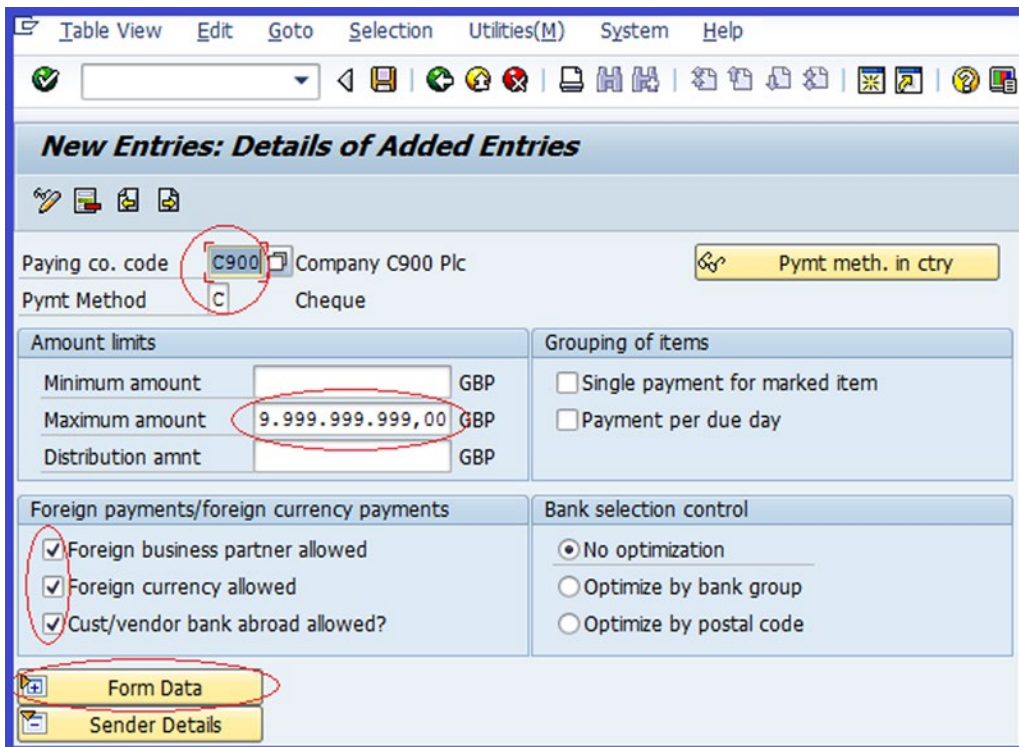 Table View Edit Goto Selection Utilities(M) System Help
New Entries: Details of Added Entries
Paying co. code C900 Company C900 Plc Pymt meth. in ctry
Pymt Method C Cheque
Amount limits Grouping of items
Minimum amount GBP Single payment for marked item
Maximum amount 9.999.999.999,00 GBP Payment per due day
Distribution amnt GBP
Foreign payments/foreign currency payments Bank selection control
Foreign business partner allowed No optimization
Foreign currency allowed Optimize by bank group
Cust/vendor bank abroad allowed? Optimize by postal code
Form Data
Sender Details